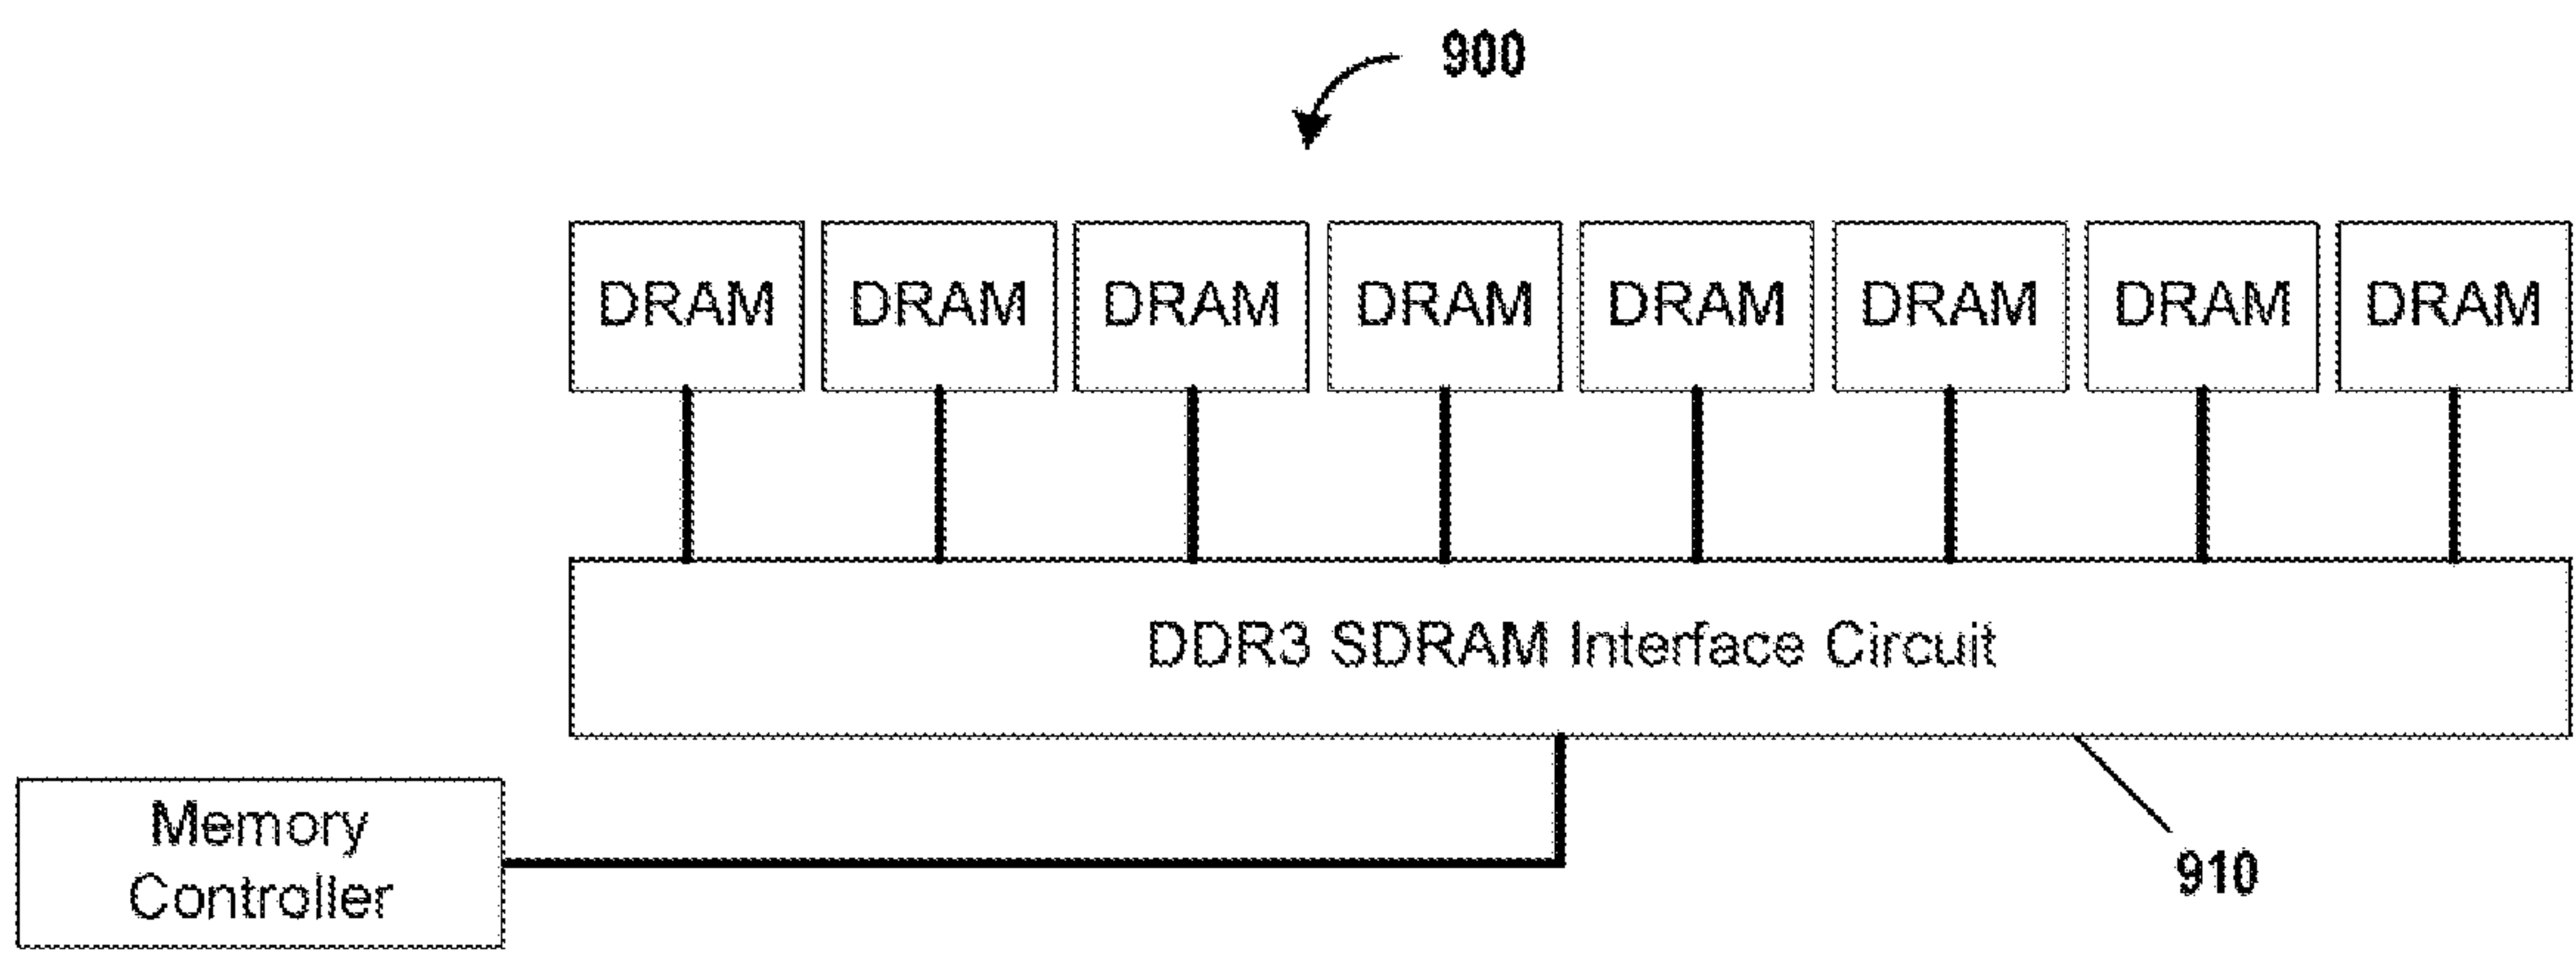 900
DRAM DRAM DRAM DRAM DRAM DRAM DRAM DRAM
DDR3 SDRAM Interface Circuit
Memory
Controller
910